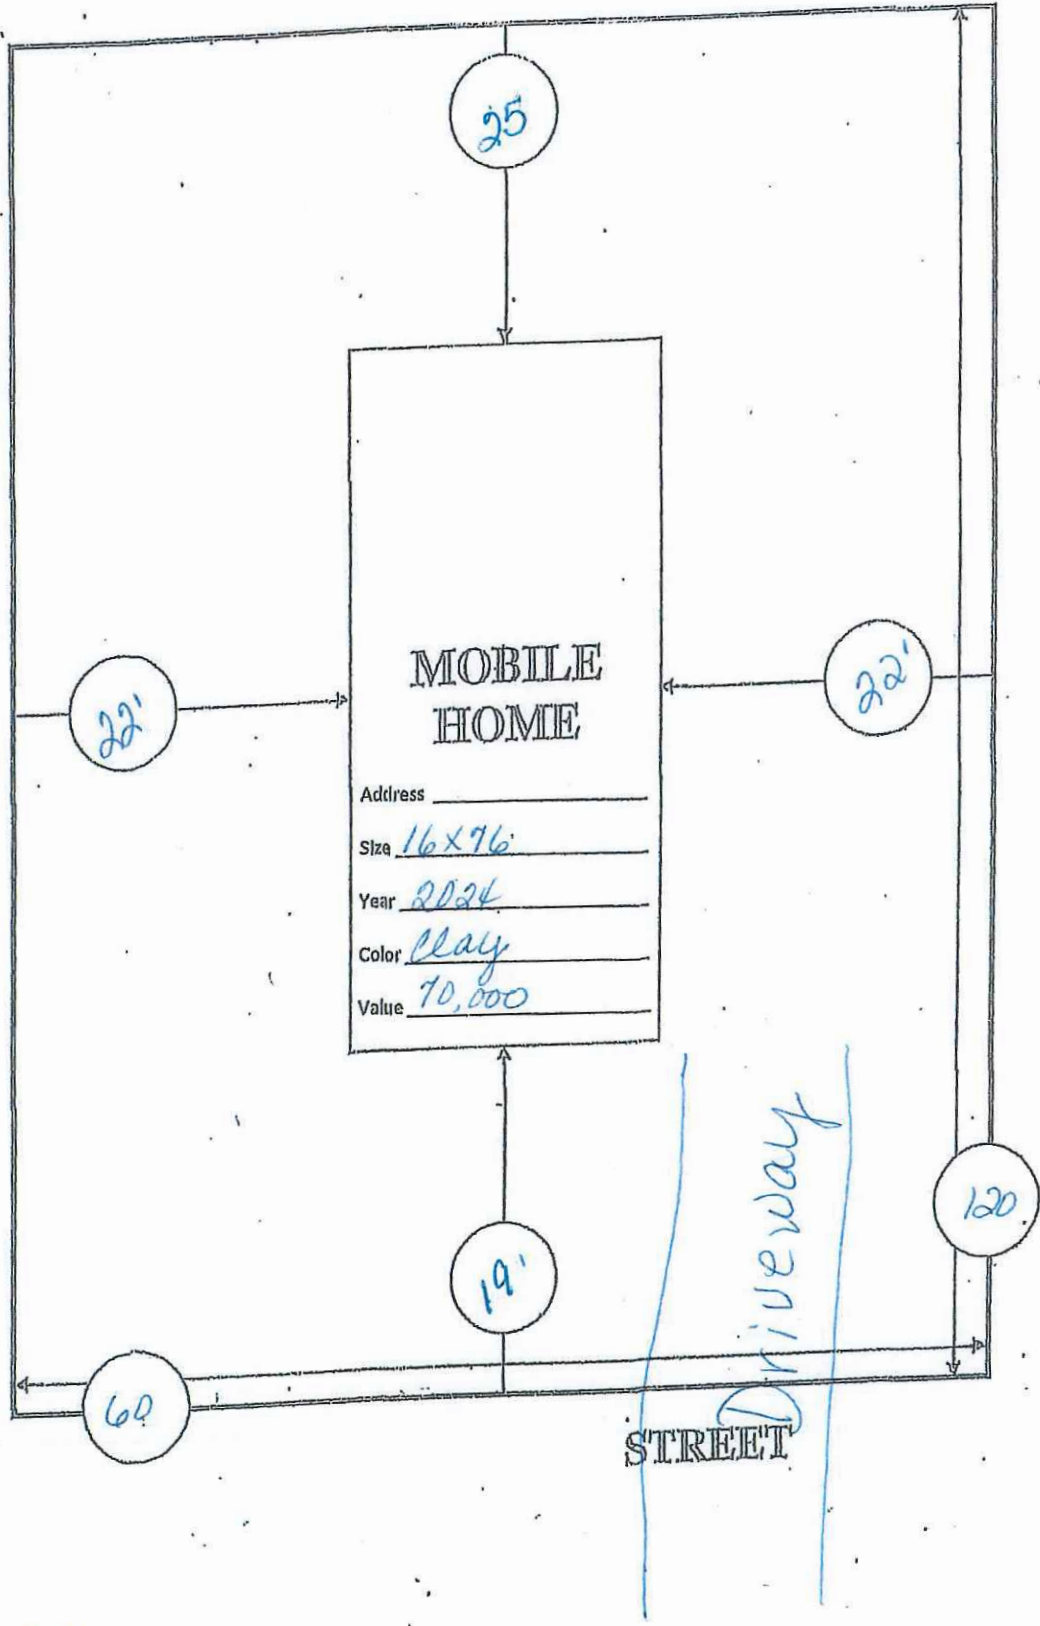 25
MOBILE
HOME
22'
22'
Address
Size 16x76'
Year 2024
Color Clay
Value 70,000
Driveway
120
19'
60
STREET